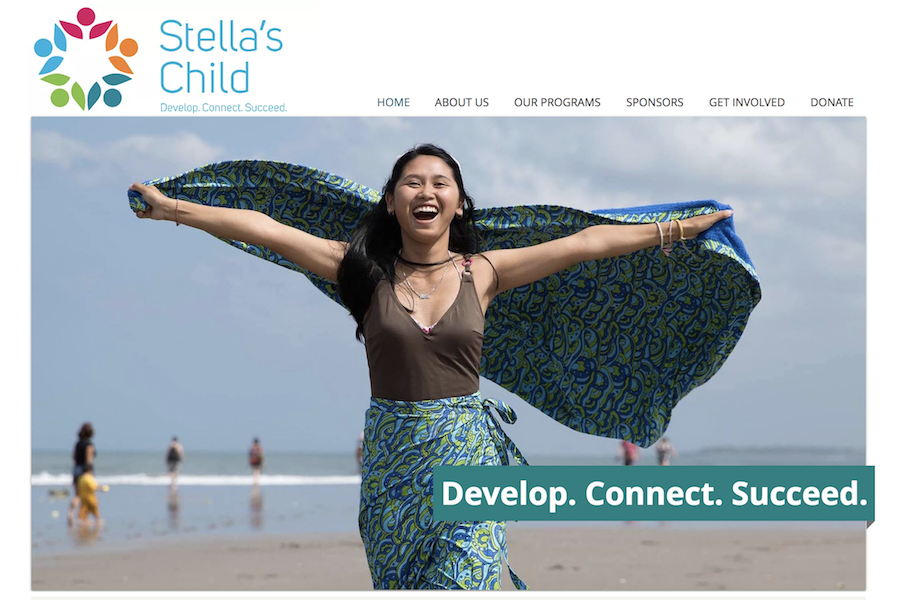 Stella's
Child
Develop. Connect. Succeed.
HOME ABOUT US OUR PROGRAMS SPONSORS GET INVOLVED DONATE
Develop. Connect. Succeed.